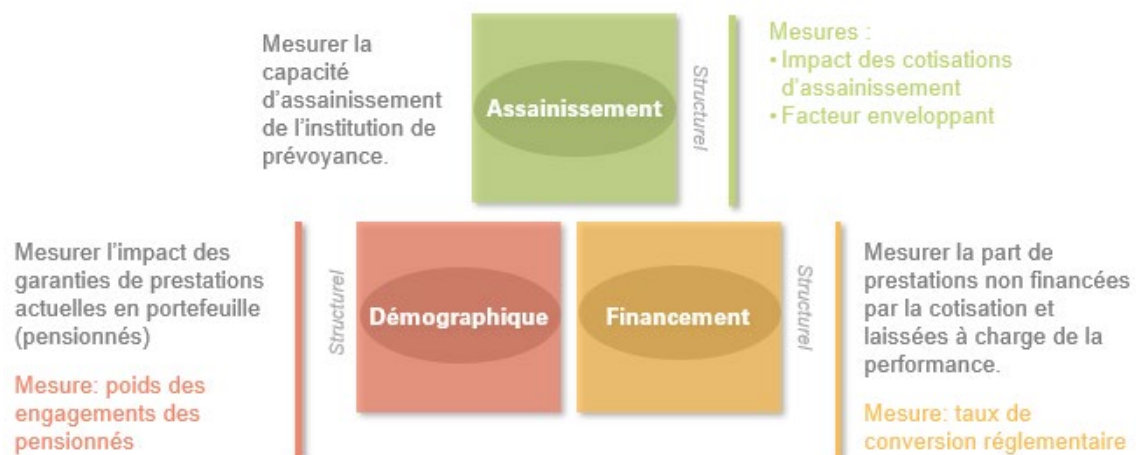 Mesurer la
capacité
d'assainissement
de l'institution de
prévoyance.
Assainissement
Structurel
Mesures :
• Impact des cotisations
d'assainissement
• Facteur enveloppant
Mesurer l'impact des
garanties de prestations
actuelles en portefeuille
(pensionnés)
Mesure: poids des
engagements des
pensionnés
Structurel
Démographique
Financement
Structurel
Mesurer la part de
prestations non financées
par la cotisation et
laissées à charge de la
performance.
Mesure: taux de
conversion réglementaire